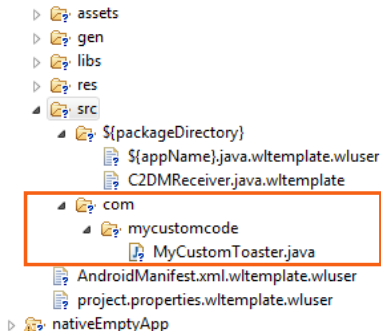 assets
gen
libs
res
src
${packageDirectory}
${appName}.java.wltemplate.wluser
C2DMReceiver.java.wltemplate
com
mycustomcode
MyCustomToaster.java
AndroidManifest.xml.wltemplate.wluser
project.properties.wltemplate.wluser
nativeEmptyApp